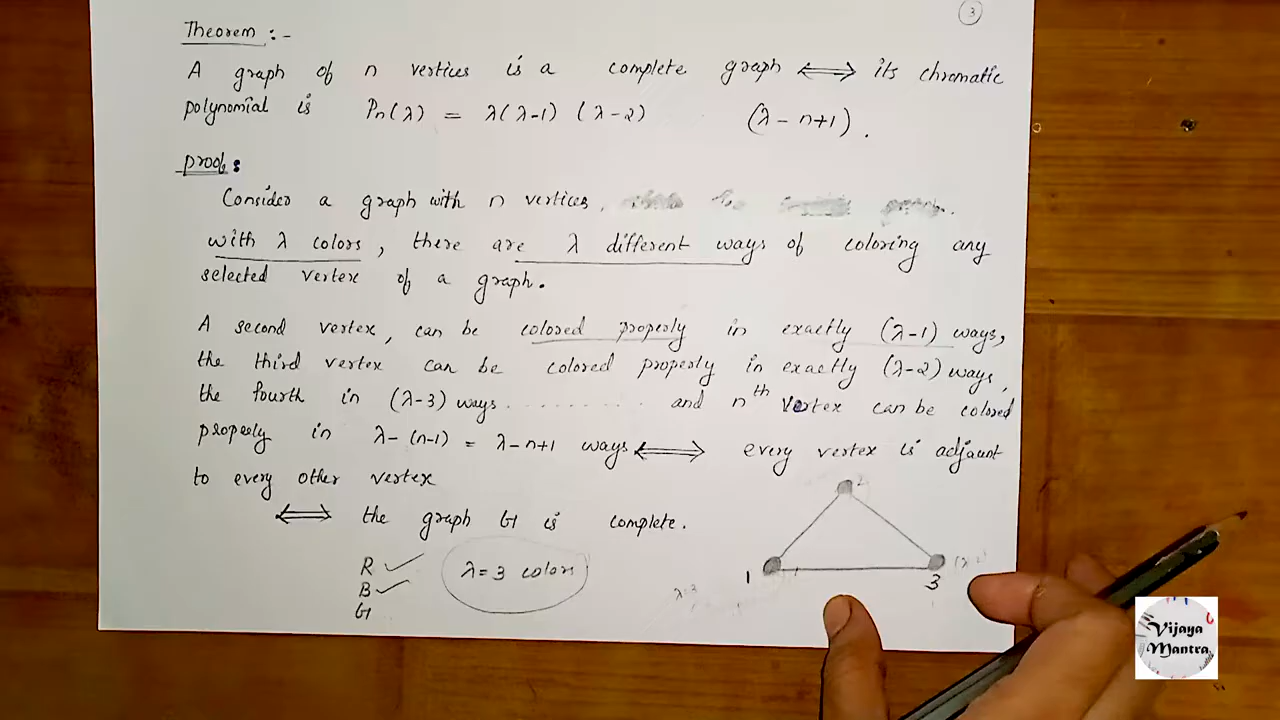 3
Theorem :-
A graph of n vertices is a complete graph ⟺ its chromatic
polynomial is Pn(λ) = λ(λ-1) (λ-2) (λ-n+1).
proof:
Consider a graph with n vertices.
with λ colors, there are λ different ways of coloring any
selected vertex of a graph.
A second vertex, can be colored properly in exactly (λ-1) ways,
the third vertex can be colored properly in exactly (λ-2) ways,
the fourth in (λ-3) ways ............ and nth vertex can be colored
properly in λ-(n-1) = λ-n+1 ways ⟺ every vertex is adjaunt
to every other vertex
⟺ the graph G is complete.
2
R ✓
B ✓
G
λ=3 colors
1
3
λ=3
Vijaya
Mantra